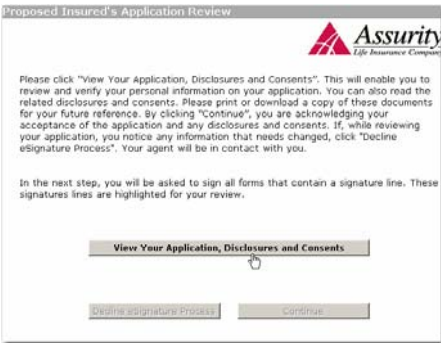 Proposed Insured's Application Review
Assurity
Life Insurance Company
Please click "View Your Application, Disclosures and Consents". This will enable you to
review and verify your personal information on your application. You can also read the
related disclosures and consents. Please print or download a copy of these documents
for your future reference. By clicking "Continue", you are acknowledging your
acceptance of the application and any disclosures and consents. If, while reviewing
your application, you notice any information that needs changed, click "Decline
eSignature Process". Your agent will be in contact with you.
In the next step, you will be asked to sign all forms that contain a signature line. These
signatures lines are highlighted for your review.
View Your Application, Disclosures and Consents
Decline eSignature Process
Continue